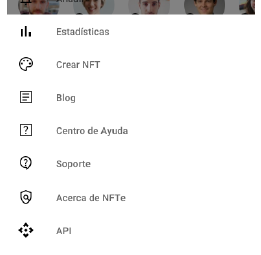 Estadísticas
Crear NFT
Blog
Centro de Ayuda
Soporte
Acerca de NFTe
API